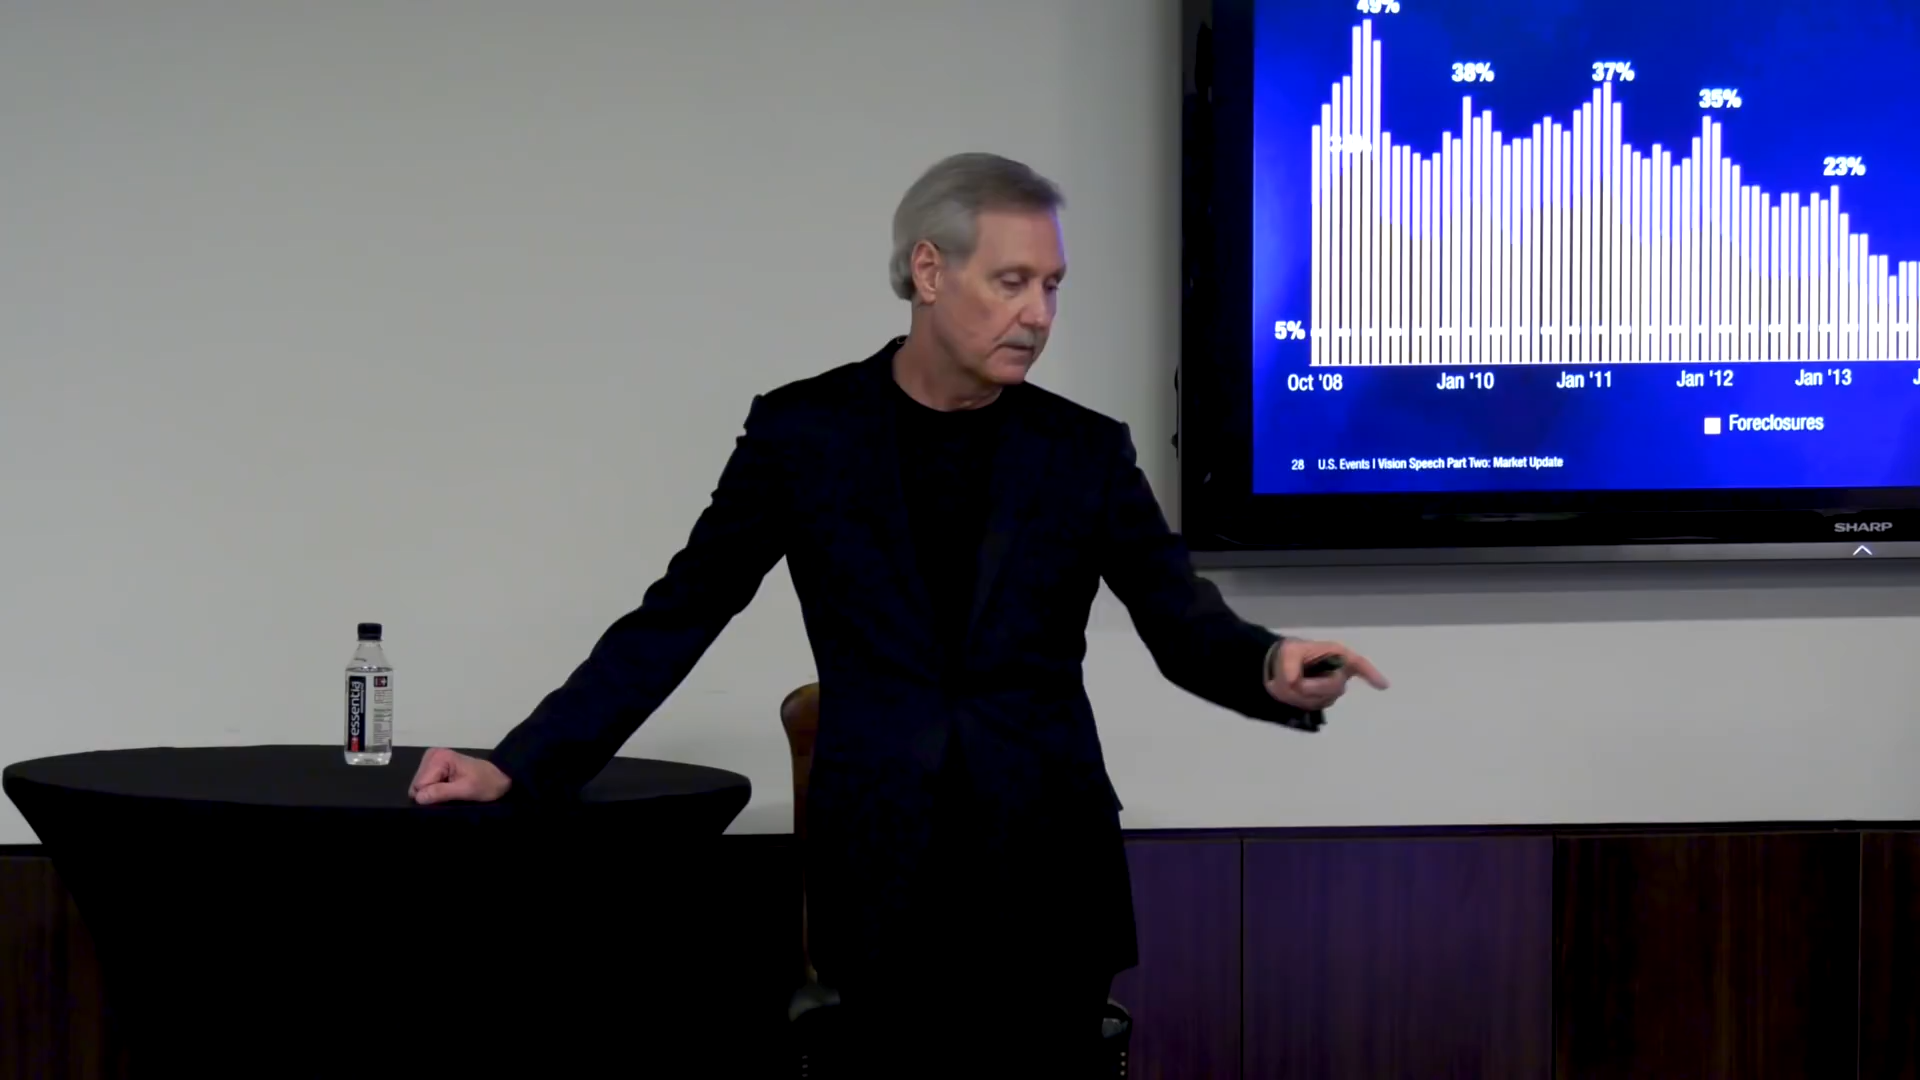 49%
38%
37%
35%
23%
5%
Oct '08 Jan '10 Jan '11 Jan '12 Jan '13
Foreclosures
28 U.S. Events | Vision Speech Part Two: Market Update
SHARP
essentia